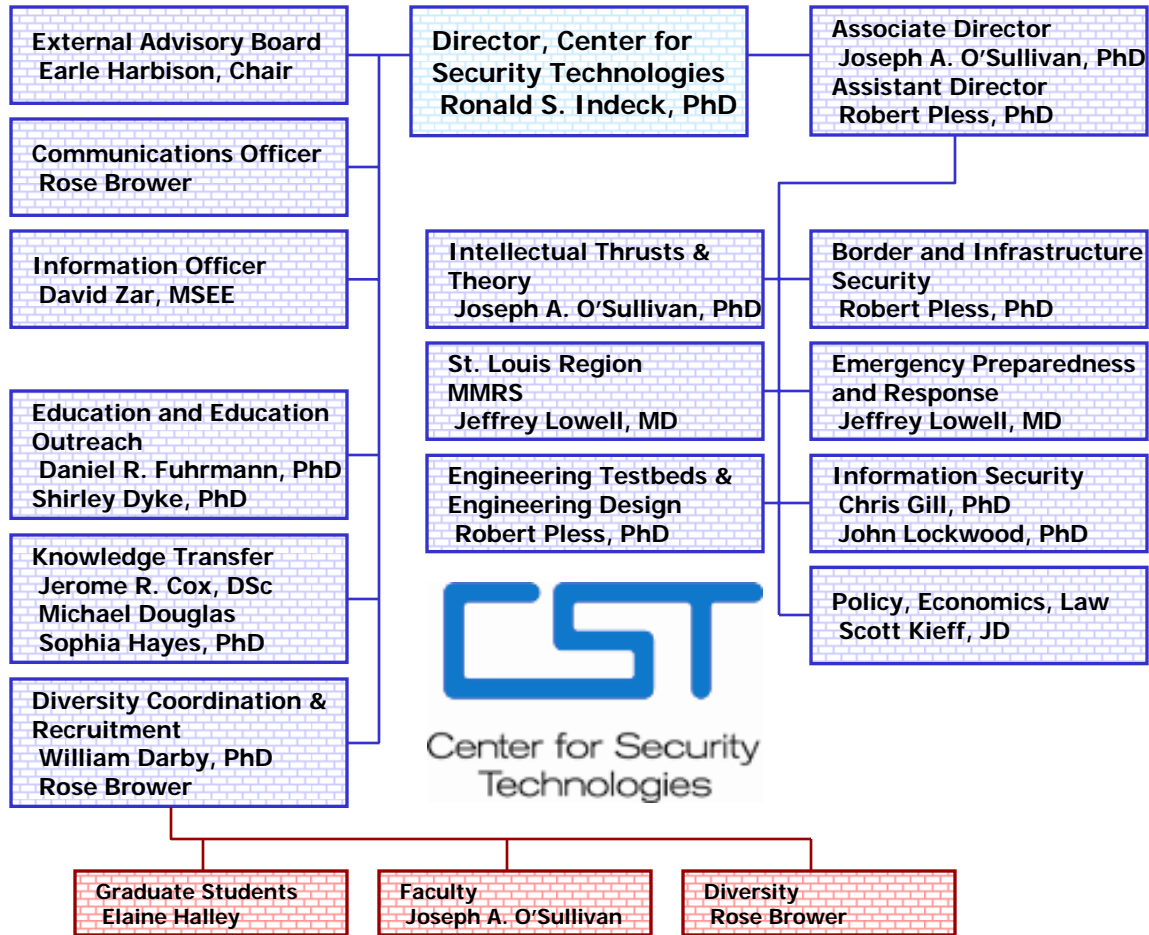 External Advisory Board
Earle Harbison, Chair
Director, Center for
Security Technologies
Ronald S. Indeck, PhD
Associate Director
Joseph A. O'Sullivan, PhD
Assistant Director
Robert Pless, PhD
Communications Officer
Rose Brower
Information Officer
David Zar, MSEE
Intellectual Thrusts &
Theory
Joseph A. O'Sullivan, PhD
Border and Infrastructure
Security
Robert Pless, PhD
St. Louis Region
MMRS
Jeffrey Lowell, MD
Emergency Preparedness
and Response
Jeffrey Lowell, MD
Education and Education
Outreach
Daniel R. Fuhrmann, PhD
Shirley Dyke, PhD
Engineering Testbeds &
Engineering Design
Robert Pless, PhD
Information Security
Chris Gill, PhD
John Lockwood, PhD
Knowledge Transfer
Jerome R. Cox, DSc
Michael Douglas
Sophia Hayes, PhD
CST
Center for Security
Technologies
Policy, Economics, Law
Scott Kieff, JD
Diversity Coordination &
Recruitment
William Darby, PhD
Rose Brower
Graduate Students
Elaine Halley
Faculty
Joseph A. O'Sullivan
Diversity
Rose Brower